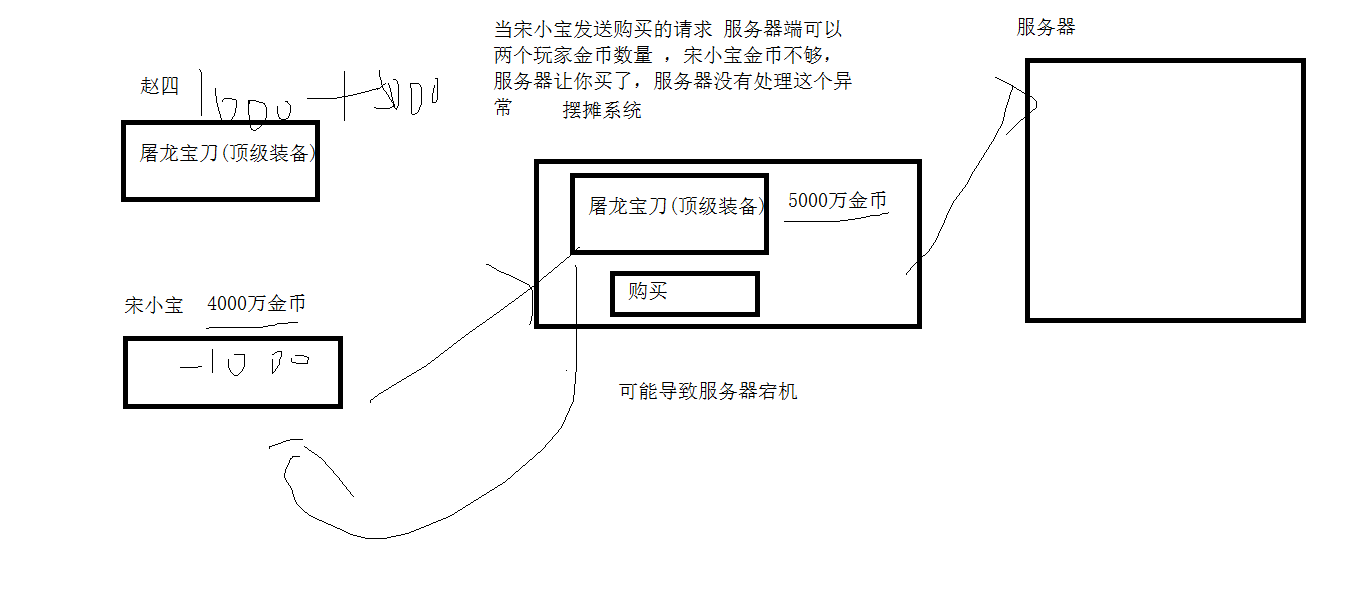 当宋小宝发送购买的请求 服务器端可以
两个玩家金币数量 ，宋小宝金币不够，
服务器让你买了，服务器没有处理这个异
常
摆摊系统
服务器
赵四
屠龙宝刀(顶级装备)
屠龙宝刀(顶级装备)
5000万金币
购买
宋小宝 4000万金币
-1000
可能导致服务器宕机